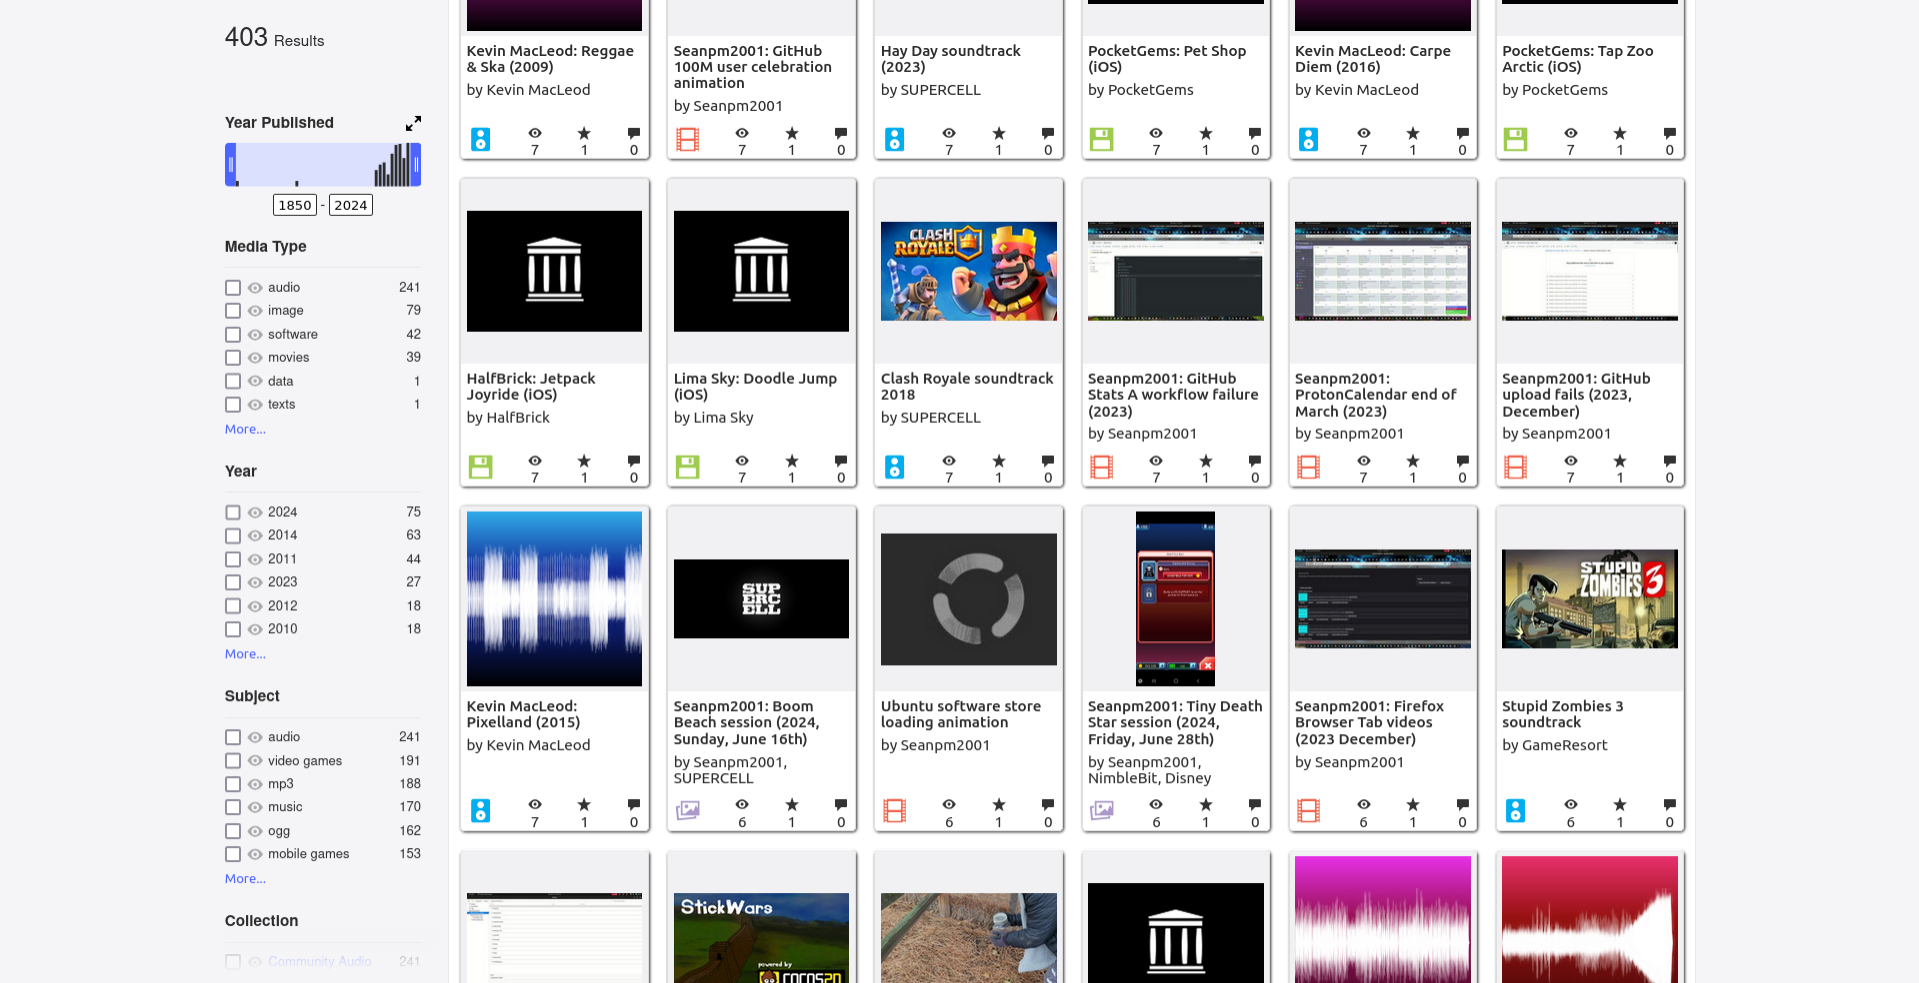 403 Results
Year Published
1850 - 2024
Media Type
audio 241
image 79
software 42
movies 39
data 1
texts 1
More...
Year
2024 75
2014 63
2011 44
2023 27
2012 18
2010 18
More...
Subject
audio 241
video games 191
mp3 188
music 170
ogg 162
mobile games 153
More...
Collection
Community Audio 241
Kevin MacLeod: Reggae
& Ska (2009)
by Kevin MacLeod
7 1 0
Seanpm2001: GitHub
100M user celebration
animation
by Seanpm2001
7 1 0
Hay Day soundtrack
(2023)
by SUPERCELL
7 1 0
PocketGems: Pet Shop
(iOS)
by PocketGems
7 1 0
Kevin MacLeod: Carpe
Diem (2016)
by Kevin MacLeod
7 1 0
PocketGems: Tap Zoo
Arctic (iOS)
by PocketGems
7 1 0
HalfBrick: Jetpack
Joyride (iOS)
by HalfBrick
7 1 0
Lima Sky: Doodle Jump
(iOS)
by Lima Sky
7 1 0
CLASH
ROYALE
Clash Royale soundtrack
2018
by SUPERCELL
7 1 0
Seanpm2001: GitHub
Stats A workflow failure
(2023)
by Seanpm2001
7 1 0
Seanpm2001:
ProtonCalendar end of
March (2023)
by Seanpm2001
7 1 0
Seanpm2001: GitHub
upload fails (2023,
December)
by Seanpm2001
7 1 0
Kevin MacLeod:
Pixelland (2015)
by Kevin MacLeod
7 1 0
SUP
ERC
ELL
Seanpm2001: Boom
Beach session (2024,
Sunday, June 16th)
by Seanpm2001,
SUPERCELL
6 1 0
Ubuntu software store
loading animation
by Seanpm2001
6 1 0
Seanpm2001: Tiny Death
Star session (2024,
Friday, June 28th)
by Seanpm2001,
NimbleBit, Disney
6 1 0
Seanpm2001: Firefox
Browser Tab videos
(2023 December)
by Seanpm2001
6 1 0
STUPID
ZOMBIES 3
Stupid Zombies 3
soundtrack
by GameResort
6 1 0
StickWars
powered by
COCOS2D